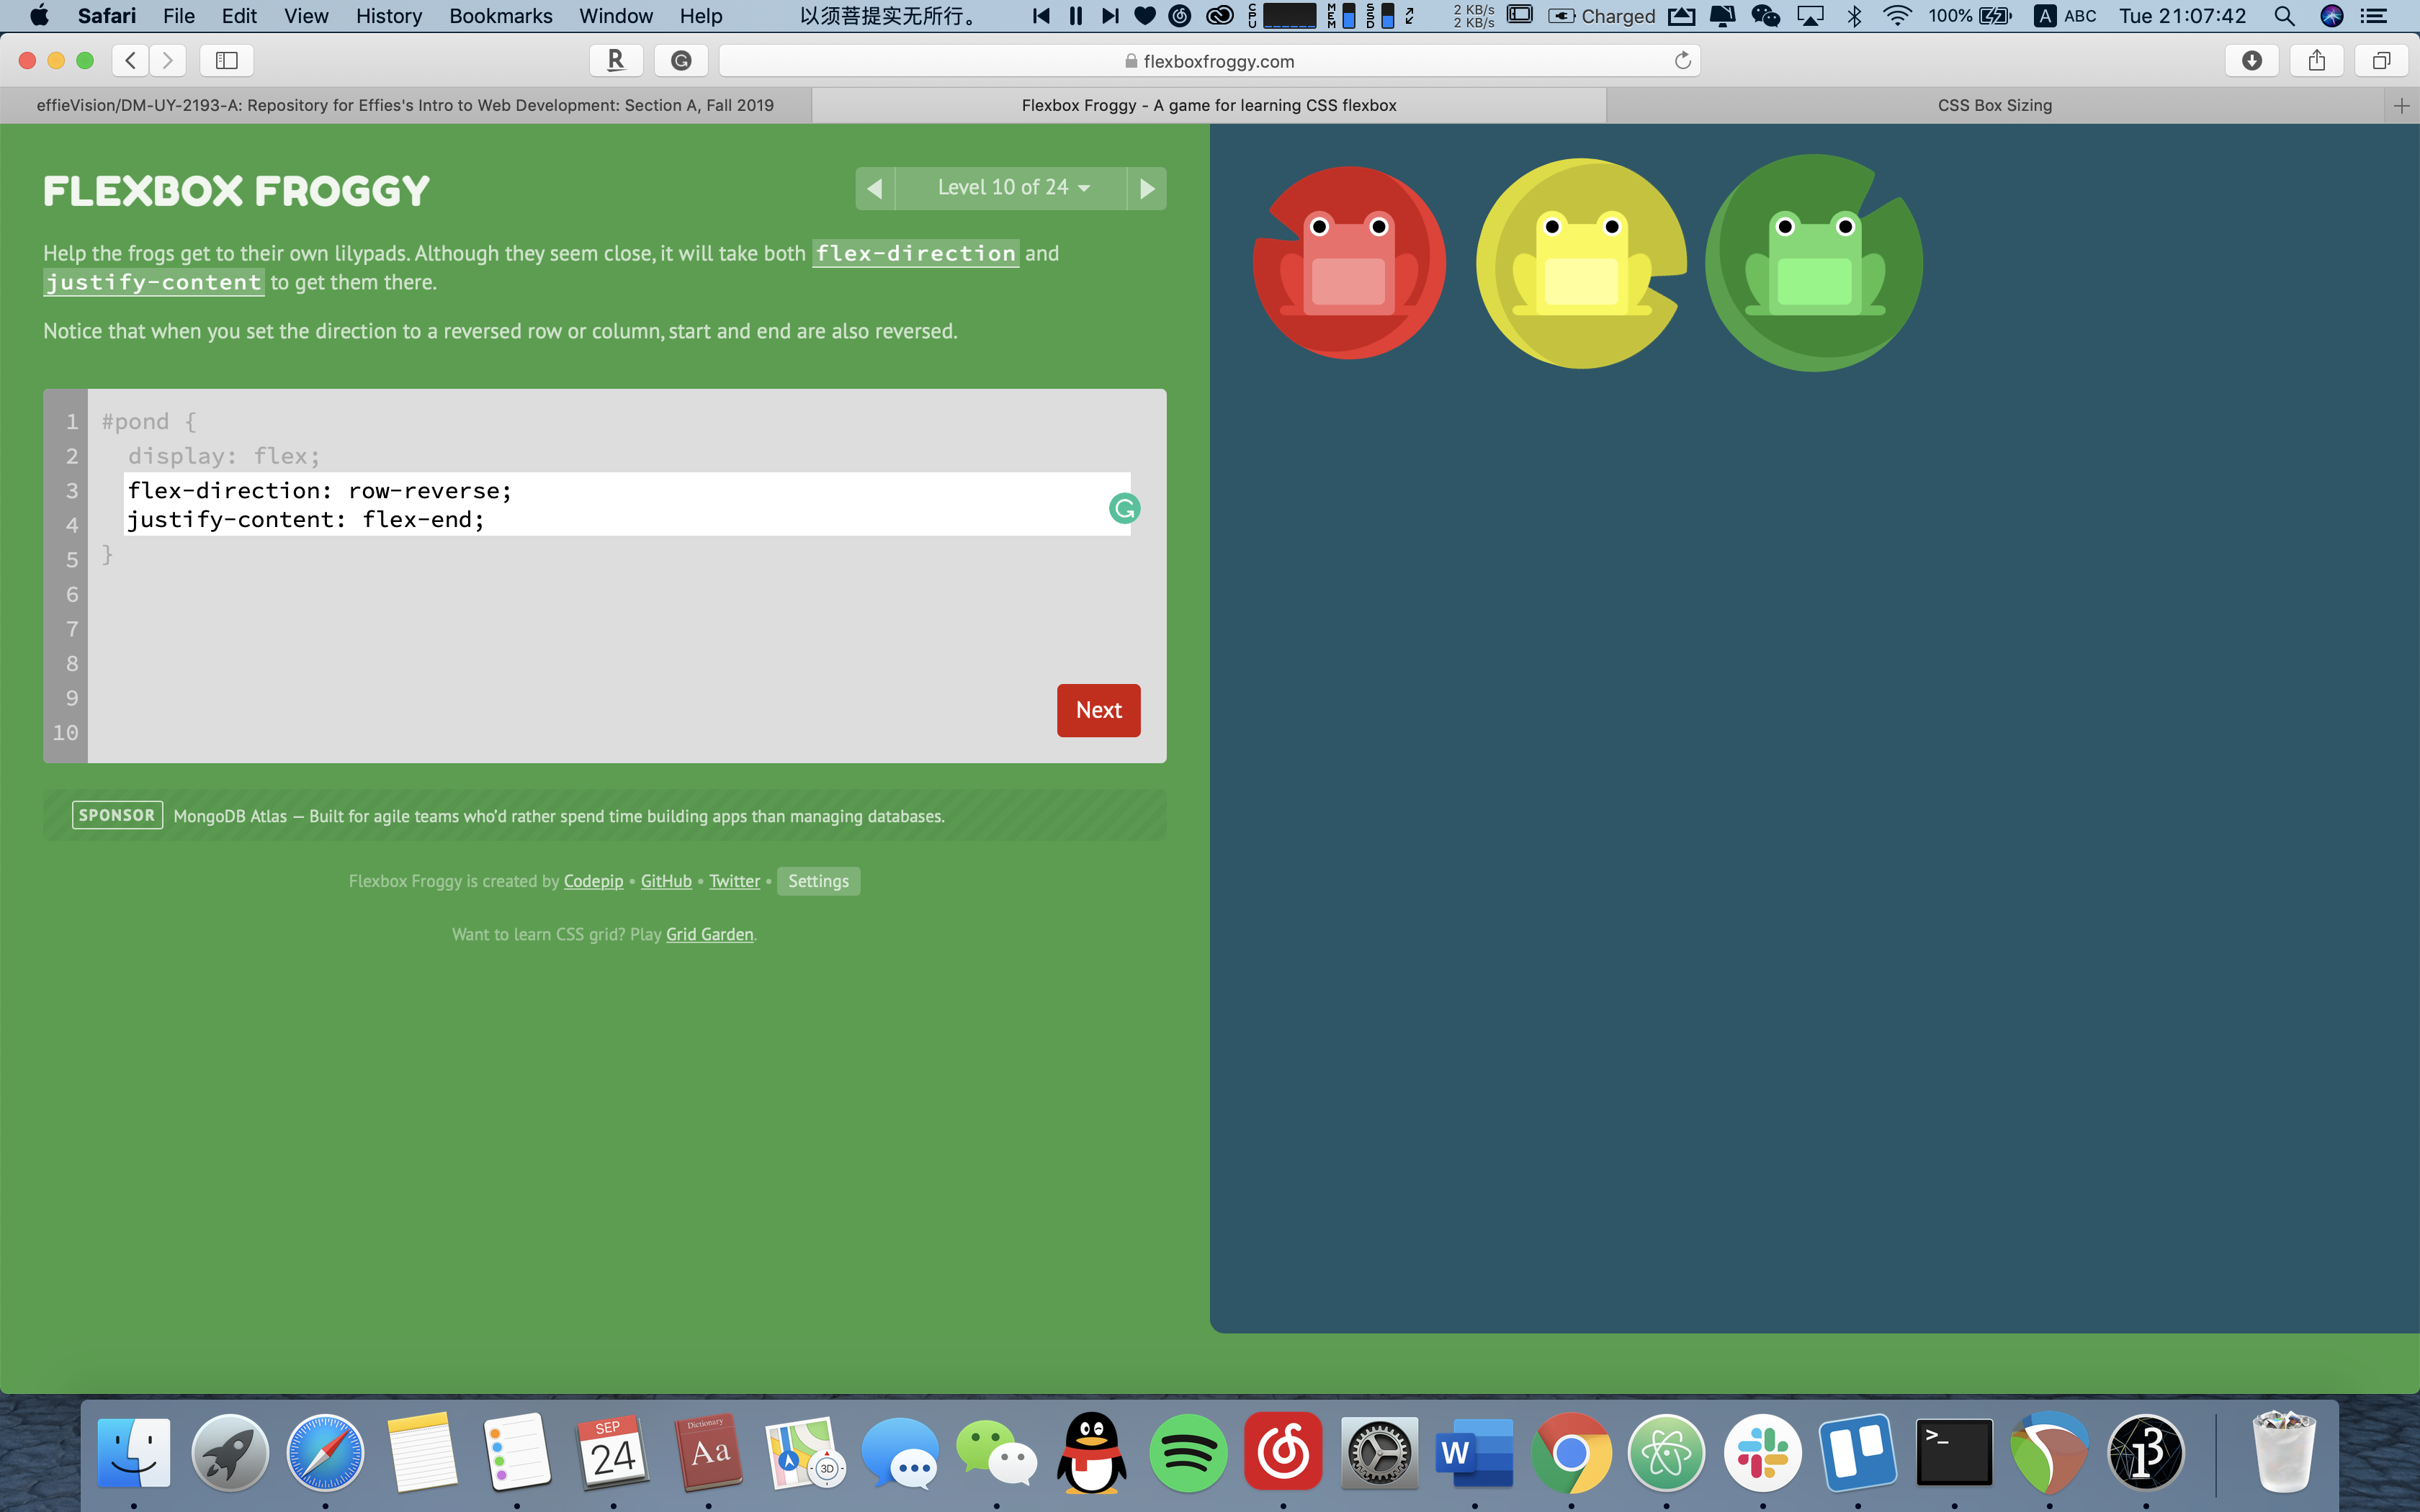 Safari File Edit View History Bookmarks Window Help 以须菩提实无所行。 CPU MEM SSD 2 KB/s 2 KB/s Charged 100% A ABC Tue 21:07:42
R G flexboxfroggy.com
effieVision/DM-UY-2193-A: Repository for Effies's Intro to Web Development: Section A, Fall 2019 Flexbox Froggy - A game for learning CSS flexbox CSS Box Sizing
FLEXBOX FROGGY
Level 10 of 24
Help the frogs get to their own lilypads. Although they seem close, it will take both flex-direction and
justify-content to get them there.
Notice that when you set the direction to a reversed row or column, start and end are also reversed.
1 #pond {
2 display: flex;
3 flex-direction: row-reverse;
4 justify-content: flex-end;
5 }
6
7
8
9
10
Next
SPONSOR MongoDB Atlas — Built for agile teams who'd rather spend time building apps than managing databases.
Flexbox Froggy is created by Codepip • GitHub • Twitter • Settings
Want to learn CSS grid? Play Grid Garden.
SEP
24
Dictionary
Aa
3D
W
>_